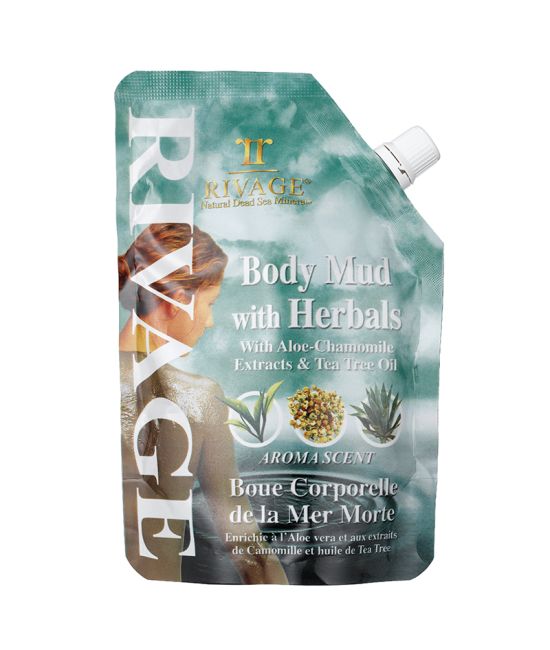 RIVAGE
RIVAGE®
Natural Dead Sea Minerals
Body Mud
with Herbals
With Aloe-Chamomile
Extracts & Tea Tree Oil
AROMA SCENT
Boue Corporelle
de la Mer Morte
Enrichie à l'Aloe vera et aux extraits
de Camomille et huile de Tea Tree